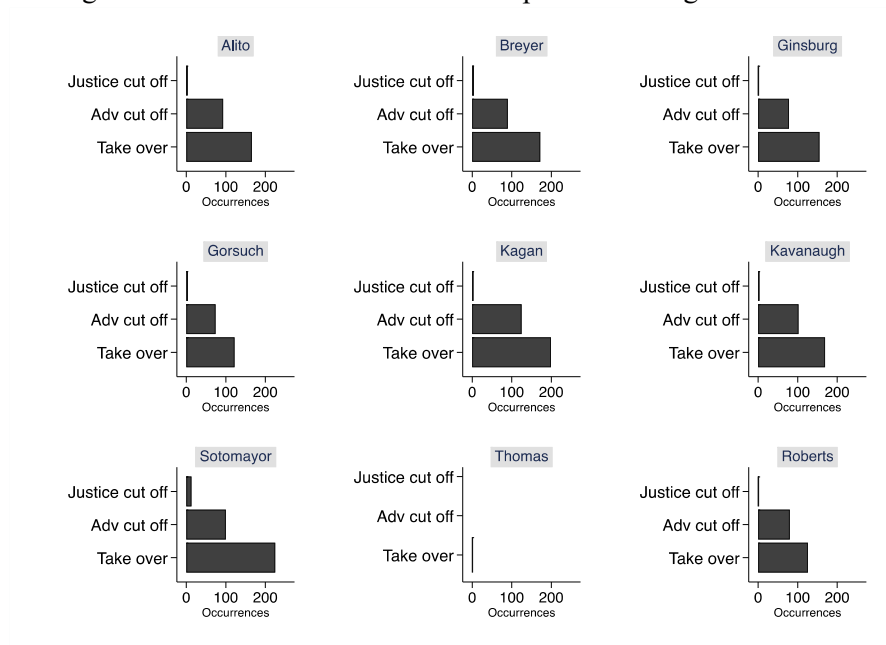 Alito
Justice cut off
Adv cut off
Take over
0 100 200
Occurrences
Breyer
Justice cut off
Adv cut off
Take over
0 100 200
Occurrences
Ginsburg
Justice cut off
Adv cut off
Take over
0 100 200
Occurrences
Gorsuch
Justice cut off
Adv cut off
Take over
0 100 200
Occurrences
Kagan
Justice cut off
Adv cut off
Take over
0 100 200
Occurrences
Kavanaugh
Justice cut off
Adv cut off
Take over
0 100 200
Occurrences
Sotomayor
Justice cut off
Adv cut off
Take over
0 100 200
Occurrences
Thomas
Justice cut off
Adv cut off
Take over
0 100 200
Occurrences
Roberts
Justice cut off
Adv cut off
Take over
0 100 200
Occurrences